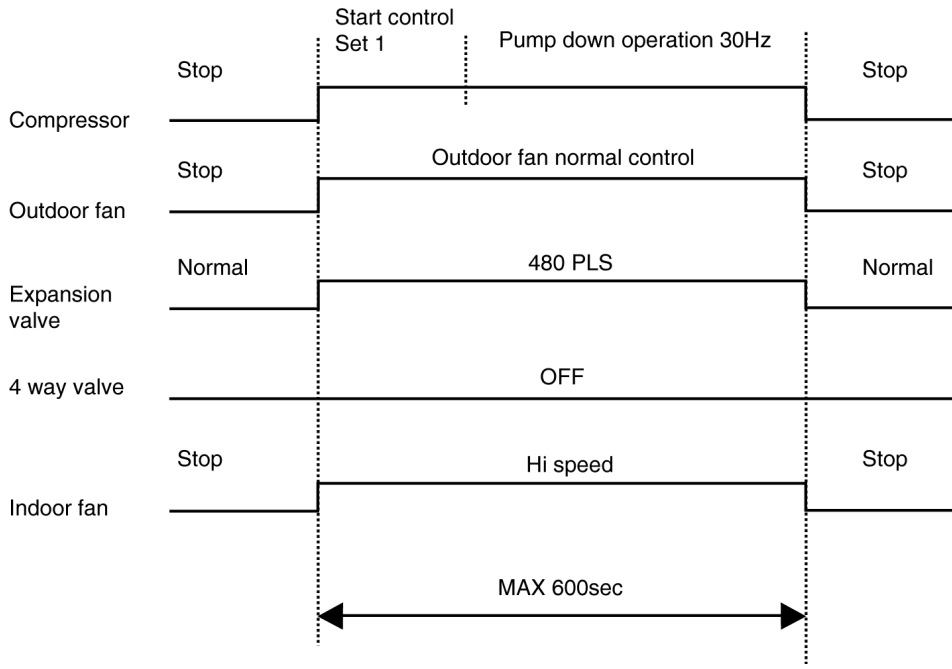 Start control
Set 1
Pump down operation 30Hz
Stop
Stop
Compressor
Stop
Outdoor fan normal control
Stop
Outdoor fan
Normal
480 PLS
Normal
Expansion
valve
OFF
4 way valve
Stop
Hi speed
Stop
Indoor fan
MAX 600sec